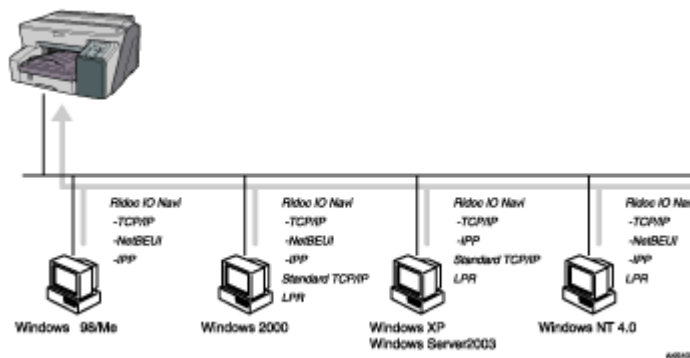 Ridoc IO Navi
-TCP/IP
-NetBEUI
-IPP
Windows 98/Me
Ridoc IO Navi
-TCP/IP
-NetBEUI
-IPP
Standard TCP/IP
LPR
Windows 2000
Ridoc IO Navi
-TCP/IP
-IPP
Standard TCP/IP
LPR
Windows XP
Windows Server2003
Ridoc IO Nav
-TCP/IP
-NetBEUI
-IPP
LPR
Windows NT 4.0